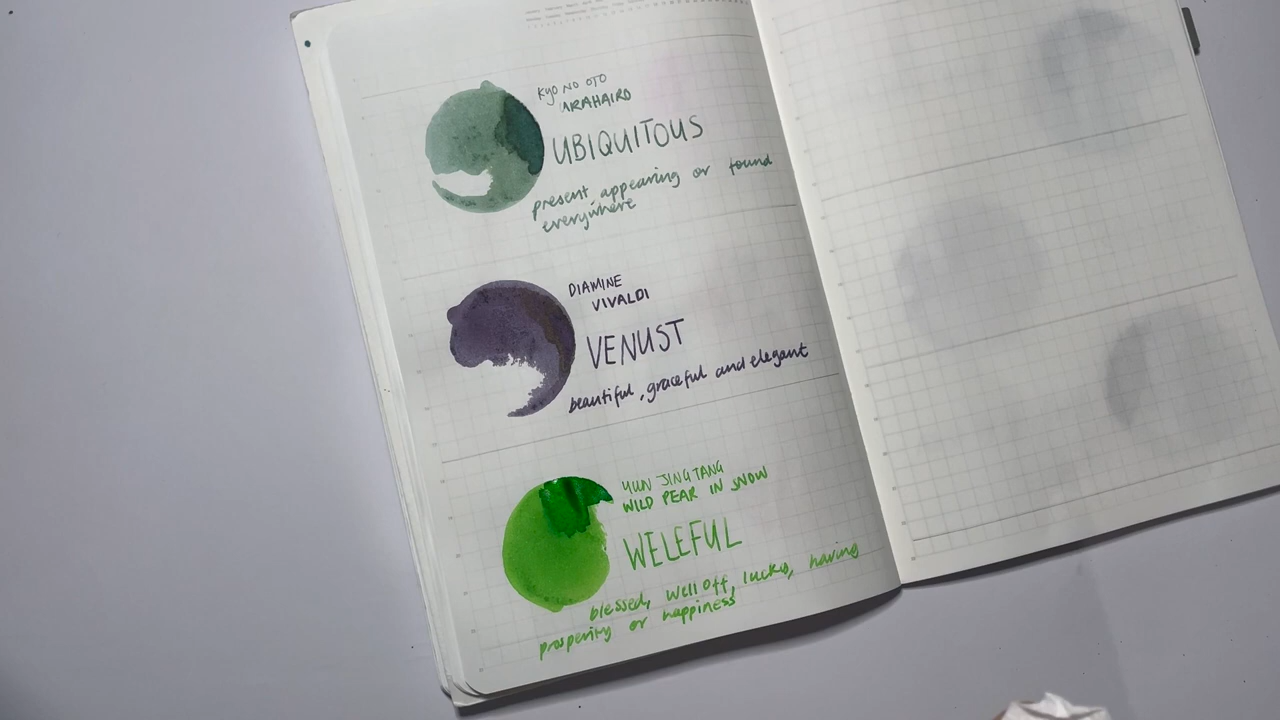 KYO NO OTO
URAHAIRO
UBIQUITOUS
present, appearing or found
everywhere
DIAMINE
VIVALDI
VENUST
beautiful, graceful and elegant
YUN JING TANG
WILD PEAR IN SNOW
WELEFUL
blessed, well off, lucky, having
prosperity or happiness